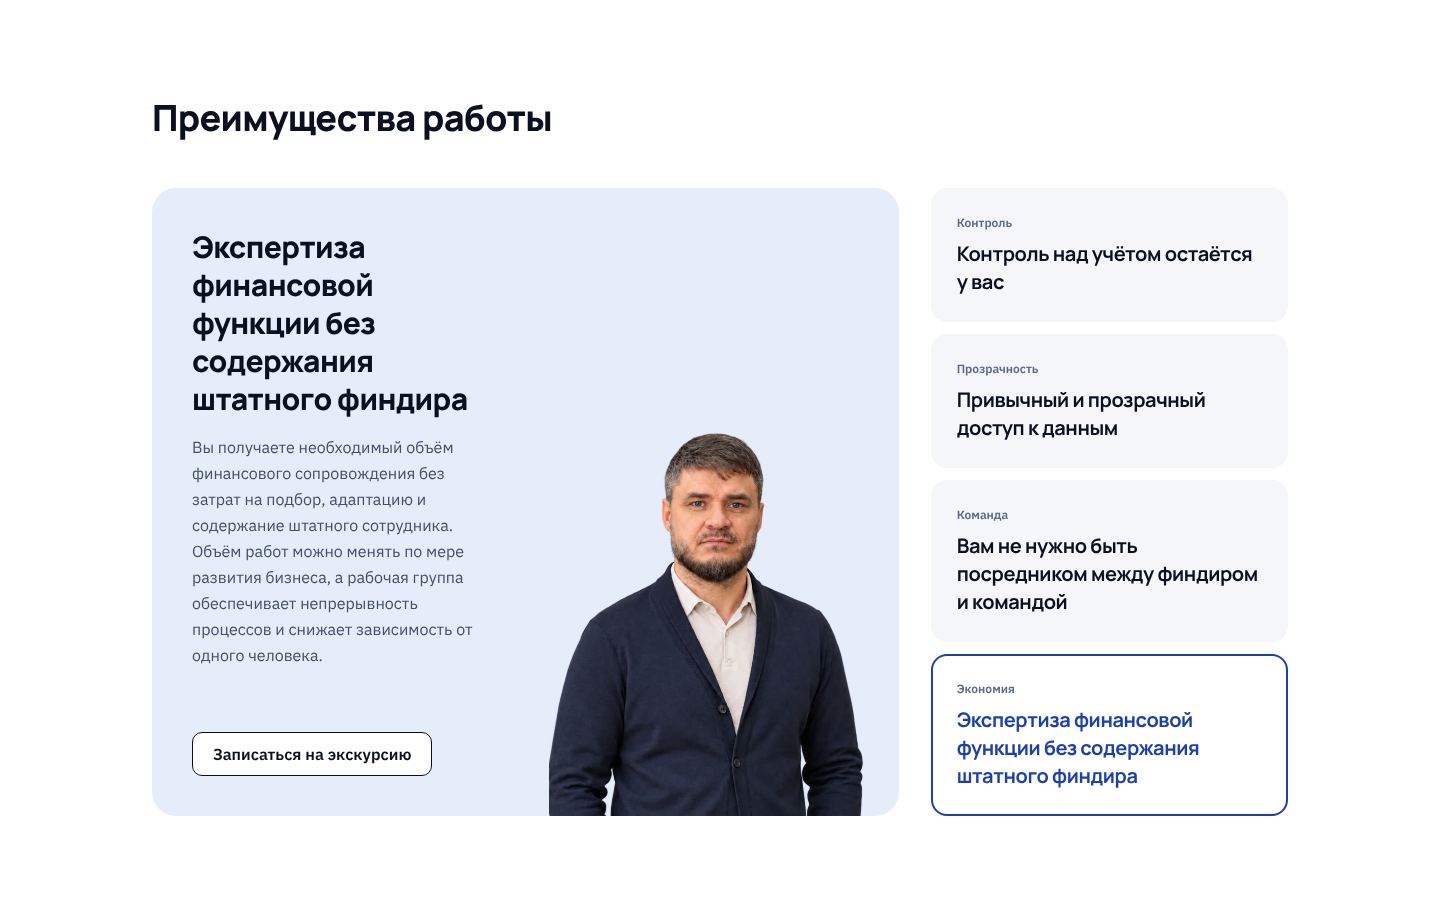 Преимущества работы
Экспертиза
финансовой
функции без
содержания
штатного финдира
Вы получаете необходимый объём
финансового сопровождения без
затрат на подбор, адаптацию и
содержание штатного сотрудника.
Объём работ можно менять по мере
развития бизнеса, а рабочая группа
обеспечивает непрерывность
процессов и снижает зависимость от
одного человека.
Записаться на экскурсию
Контроль
Контроль над учётом остаётся
у вас
Прозрачность
Привычный и прозрачный
доступ к данным
Команда
Вам не нужно быть
посредником между финдиром
и командой
Экономия
Экспертиза финансовой
функции без содержания
штатного финдира